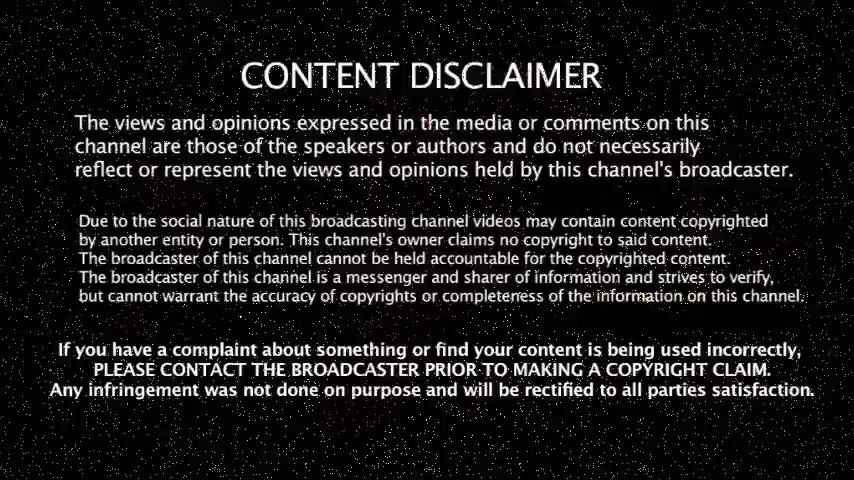 CONTENT DISCLAIMER
The views and opinions expressed in the media or comments on this
channel are those of the speakers or authors and do not necessarily
reflect or represent the views and opinions held by this channel's broadcaster.
Due to the social nature of this broadcasting channel videos may contain content copyrighted
by another entity or person. This channel's owner claims no copyright to said content.
The broadcaster of this channel cannot be held accountable for the copyrighted content.
The broadcaster of this channel is a messenger and sharer of information and strives to verify,
but cannot warrant the accuracy of copyrights or completeness of the information on this channel.
If you have a complaint about something or find your content is being used incorrectly,
PLEASE CONTACT THE BROADCASTER PRIOR TO MAKING A COPYRIGHT CLAIM.
Any infringement was not done on purpose and will be rectified to all parties satisfaction.